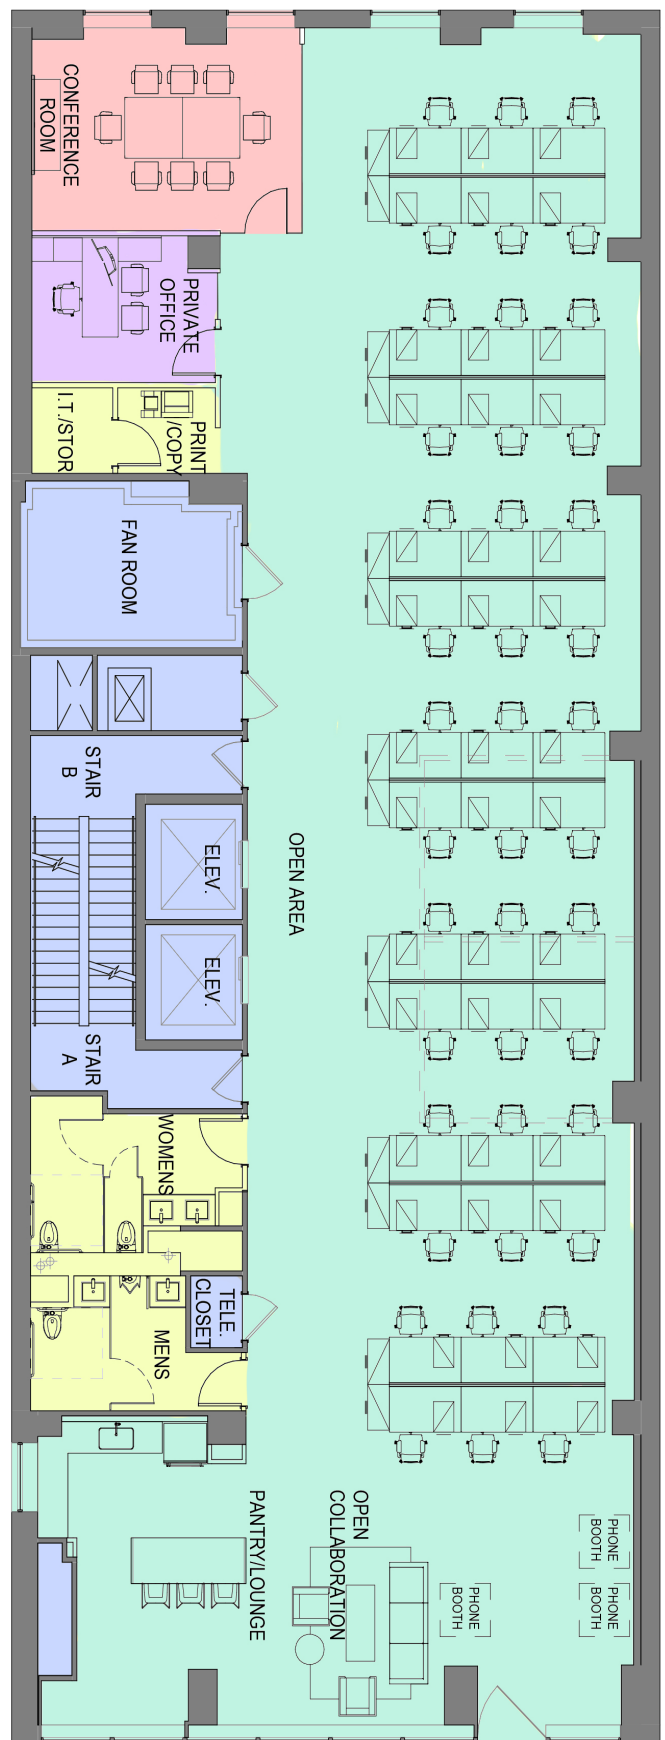 CONFERENCE
ROOM
PRIVATE
OFFICE
PRINT
/COPY
I.T./STOR
FAN ROOM
STAIR
B
ELEV.
OPEN AREA
ELEV.
STAIR
A
WOMENS
TELE.
CLOSET
MENS
PANTRY/LOUNGE
OPEN
COLLABORATION
PHONE
BOOTH
PHONE
BOOTH
PHONE
BOOTH